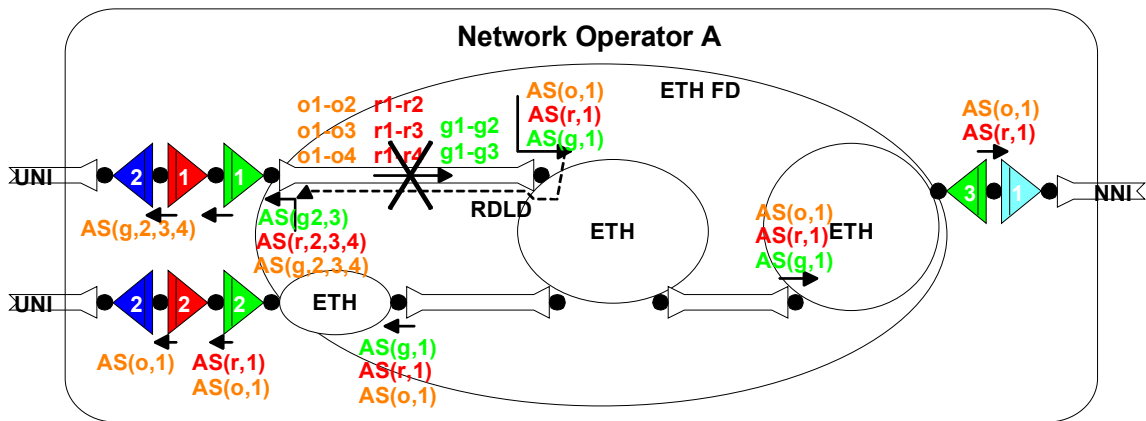 Network Operator A
ETH FD
o1-o2 r1-r2
o1-o3 r1-r3 g1-g2
o1-o4 r1-r4 g1-g3
AS(o,1)
AS(r,1)
AS(g,1)
AS(o,1)
AS(r,1)
UNI 2 1 1
3 1 NNI
RDLD
AS(g,2,3,4)
AS(g2,3)
AS(r,2,3,4)
AS(g,2,3,4)
ETH
AS(o,1)
AS(r,1)
AS(g,1)
ETH
UNI 2 2 2
ETH
AS(o,1)
AS(r,1)
AS(o,1)
AS(g,1)
AS(r,1)
AS(o,1)